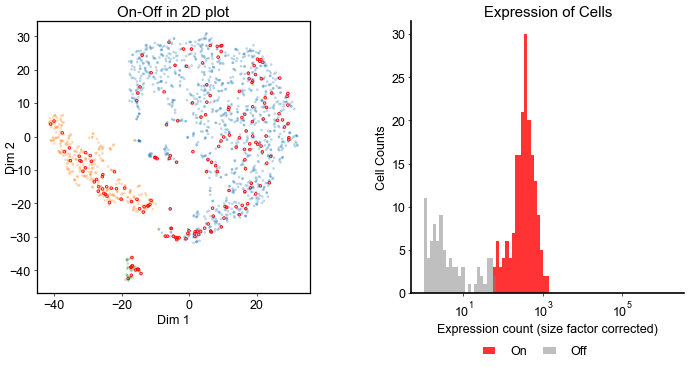 On-Off in 2D plot
30
20
10
0
−10
−20
−30
−40
Dim 2
−40 −20 0 20
Dim 1
Expression of Cells
30
25
20
15
10
5
0
Cell Counts
10^1 10^3 10^5
Expression count (size factor corrected)
On Off